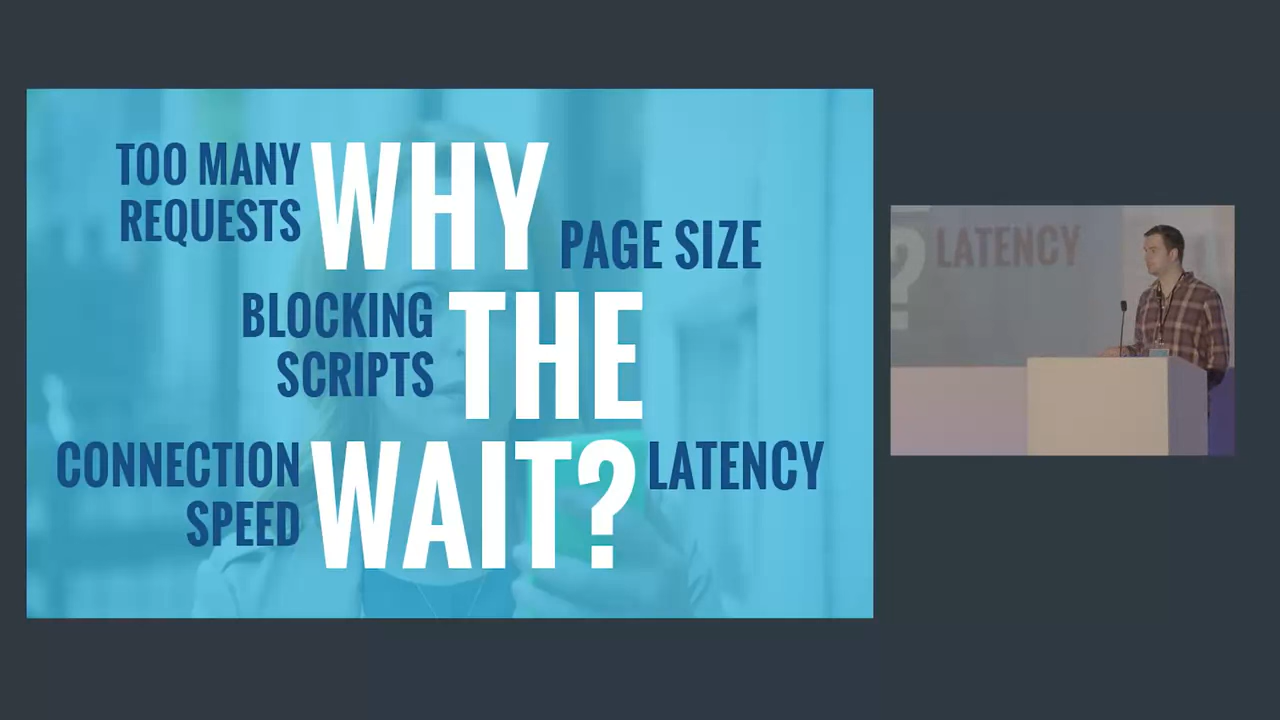 TOO MANY
REQUESTS
WHY
PAGE SIZE
BLOCKING
SCRIPTS
THE
CONNECTION
SPEED
WAIT?
LATENCY
? LATENCY